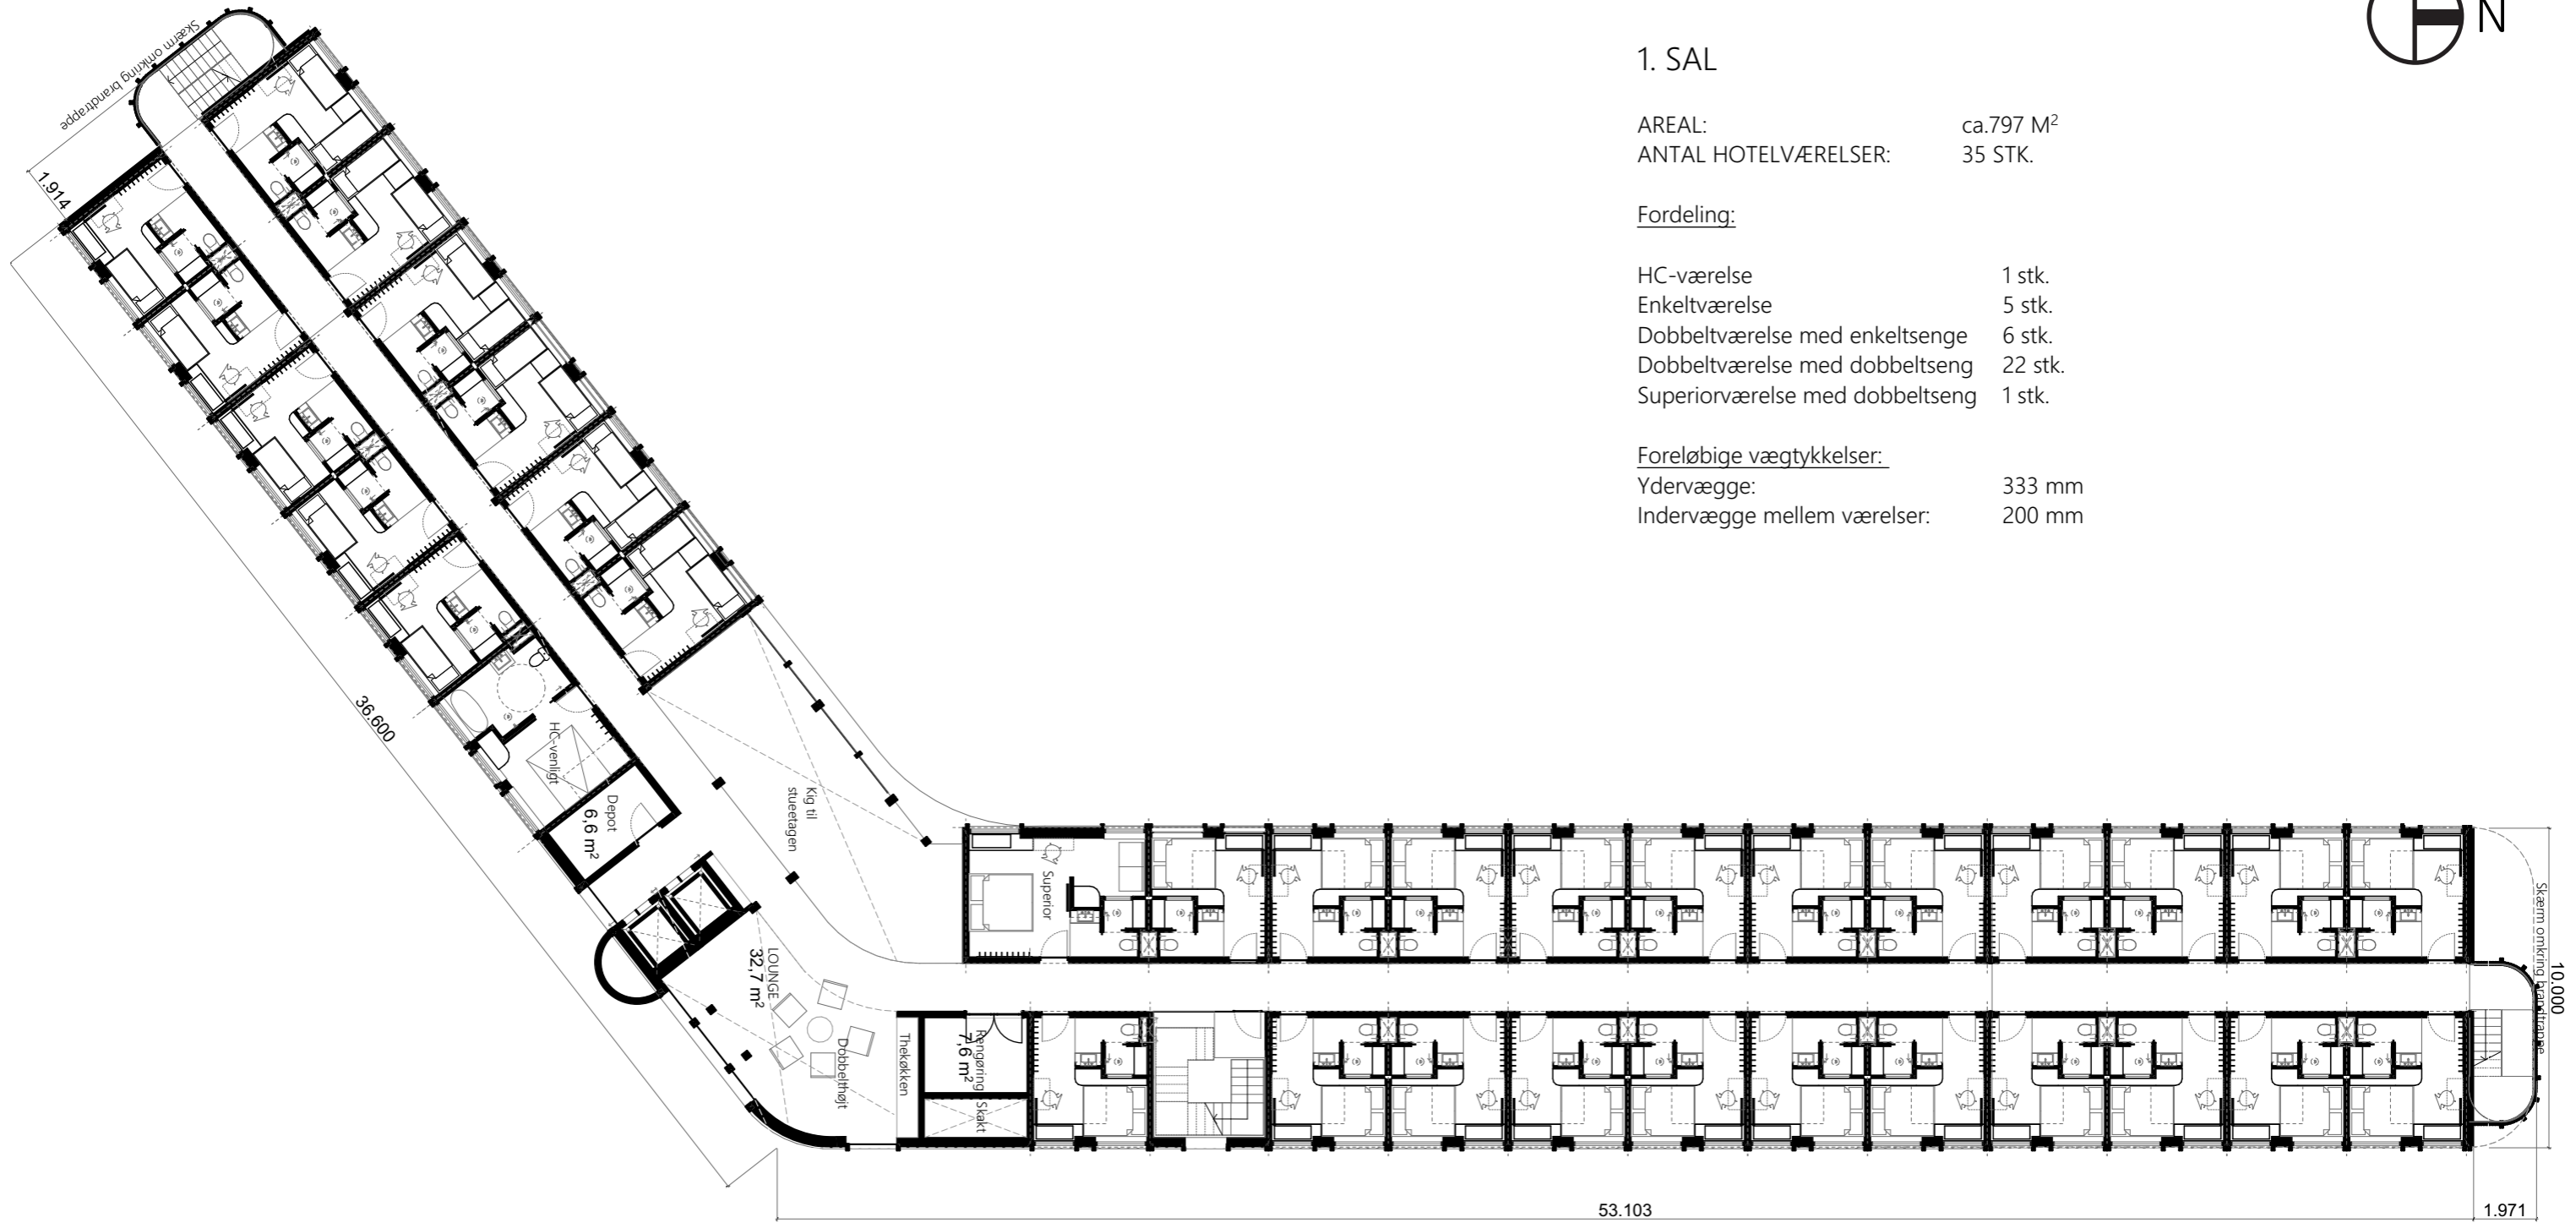 N
1. SAL
AREAL: ca.797 M²
ANTAL HOTELVÆRELSER: 35 STK.
Fordeling:
HC-værelse 1 stk.
Enkeltværelse 5 stk.
Dobbeltværelse med enkeltsenge 6 stk.
Dobbeltværelse med dobbeltseng 22 stk.
Superiorværelse med dobbeltseng 1 stk.
Foreløbige vægtykkelser:
Ydervægge: 333 mm
Indervægge mellem værelser: 200 mm
Skærm omkring brandtrappe
1.914
36.600
HC-venligt
Depot
6,6 m²
Kig til
stueetagen
LOUNGE
32,7 m²
Dobbelthøjt
Thekøkken
Rengøring
7,6 m²
Skakt
Superior
Skærm omkring brandtrappe
10.000
53.103
1.971